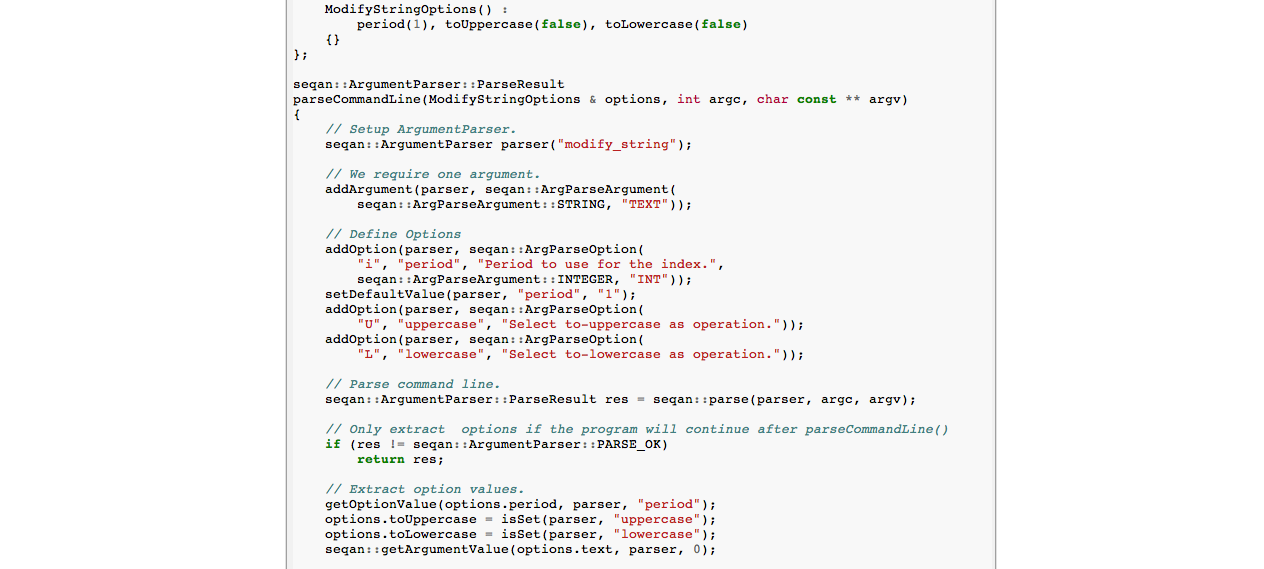 ModifyStringOptions() :
        period(1), toUppercase(false), toLowercase(false)
    {}
};

seqan::ArgumentParser::ParseResult
parseCommandLine(ModifyStringOptions & options, int argc, char const ** argv)
{
    // Setup ArgumentParser.
    seqan::ArgumentParser parser("modify_string");

    // We require one argument.
    addArgument(parser, seqan::ArgParseArgument(
        seqan::ArgParseArgument::STRING, "TEXT"));

    // Define Options
    addOption(parser, seqan::ArgParseOption(
        "i", "period", "Period to use for the index.",
        seqan::ArgParseArgument::INTEGER, "INT"));
    setDefaultValue(parser, "period", "1");
    addOption(parser, seqan::ArgParseOption(
        "U", "uppercase", "Select to-uppercase as operation."));
    addOption(parser, seqan::ArgParseOption(
        "L", "lowercase", "Select to-lowercase as operation."));

    // Parse command line.
    seqan::ArgumentParser::ParseResult res = seqan::parse(parser, argc, argv);

    // Only extract  options if the program will continue after parseCommandLine()
    if (res != seqan::ArgumentParser::PARSE_OK)
        return res;

    // Extract option values.
    getOptionValue(options.period, parser, "period");
    options.toUppercase = isSet(parser, "uppercase");
    options.toLowercase = isSet(parser, "lowercase");
    seqan::getArgumentValue(options.text, parser, 0);